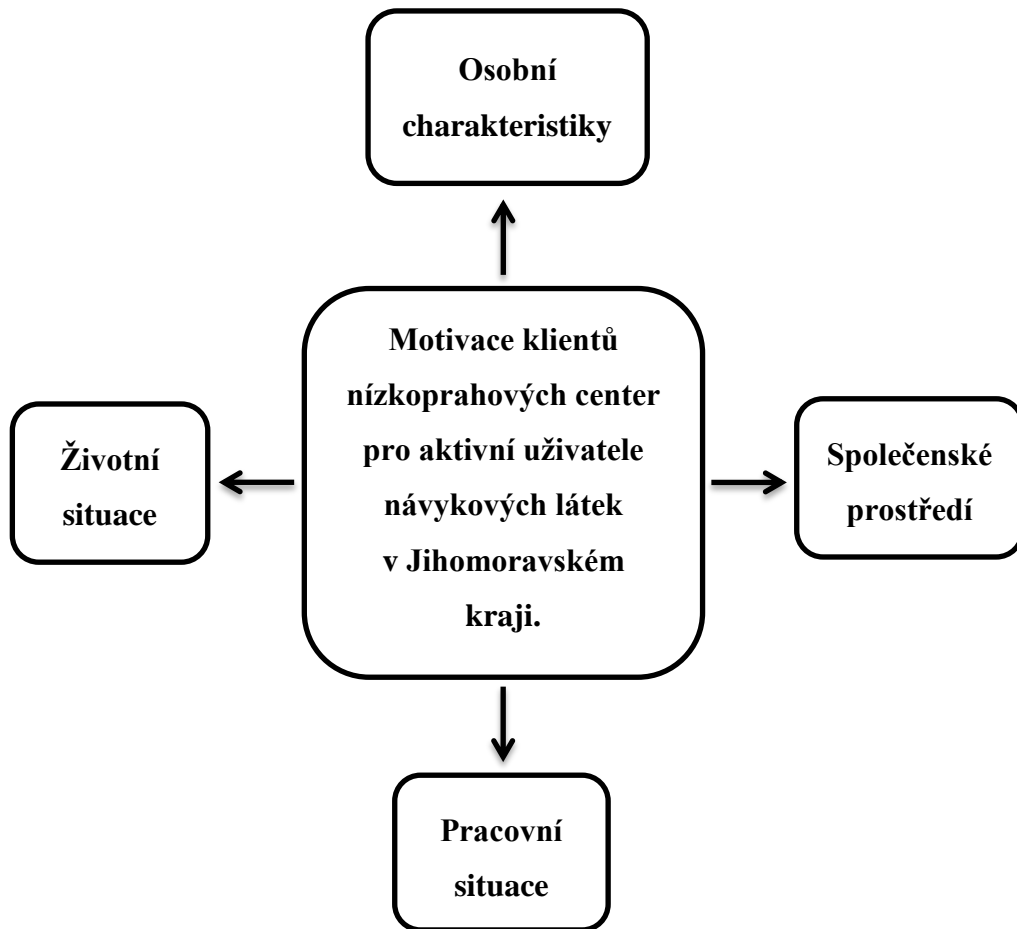 Osobní
charakteristiky
Motivace klientů
nízkoprahových center
pro aktivní uživatele
návykových látek
v Jihomoravském
kraji.
Životní
situace
Společenské
prostředí
Pracovní
situace